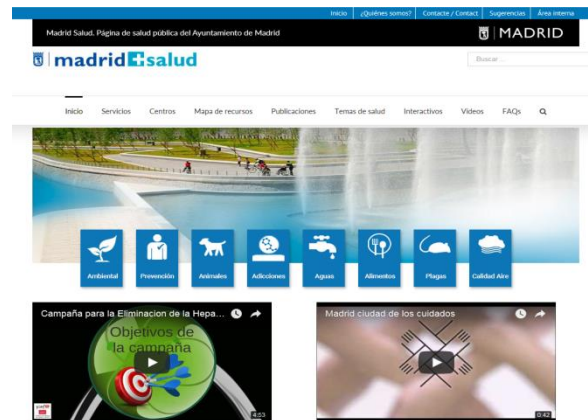 Inicio ¿Quiénes somos? Contacte / Contact Sugerencias Área interna
Madrid Salud. Página de salud pública del Ayuntamiento de Madrid MADRID
madrid salud
Buscar ...
Inicio Servicios Centros Mapa de recursos Publicaciones Temas de salud Interactivos Vídeos FAQs
Ambiental Prevención Animales Adicciones Aguas Alimentos Plagas Calidad Aire
Campaña para la Eliminacion de la Hepa... Madrid ciudad de los cuidados
Objetivos de
la campaña
4:53 0:42